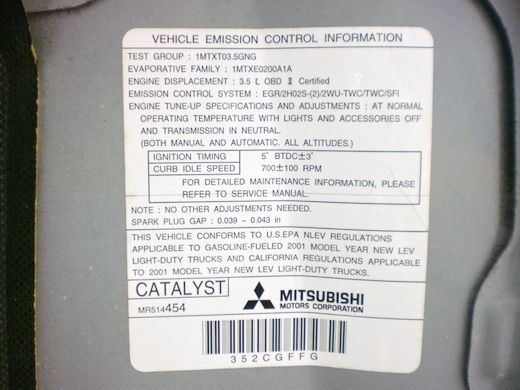 VEHICLE EMISSION CONTROL INFORMATION
TEST GROUP : 1MTXT03.5GNG
EVAPORATIVE FAMILY : 1MTXE0200A1A
ENGINE DISPLACEMENT : 3.5 L OBD II Certified
EMISSION CONTROL SYSTEM : EGR/2H02S-(2)/2WU-TWC/TWC/SFI
ENGINE TUNE-UP SPECIFICATIONS AND ADJUSTMENTS : AT NORMAL
OPERATING TEMPERATURE WITH LIGHTS AND ACCESSORIES OFF
AND TRANSMISSION IN NEUTRAL.
(BOTH MANUAL AND AUTOMATIC. ALL ALTITUDES.)
IGNITION TIMING 5° BTDC±3°
CURB IDLE SPEED 700±100 RPM
FOR DETAILED MAINTENANCE INFORMATION, PLEASE
REFER TO SERVICE MANUAL.
NOTE : NO OTHER ADJUSTMENTS NEEDED.
SPARK PLUG GAP : 0.039 - 0.043 in
THIS VEHICLE CONFORMS TO U.S.EPA NLEV REGULATIONS
APPLICABLE TO GASOLINE-FUELED 2001 MODEL YEAR NEW LEV
LIGHT-DUTY TRUCKS AND CALIFORNIA REGULATIONS APPLICABLE
TO 2001 MODEL YEAR NEW LEV LIGHT-DUTY TRUCKS.
CATALYST
MR514454
MITSUBISHI
MOTORS CORPORATION
352CGFFG